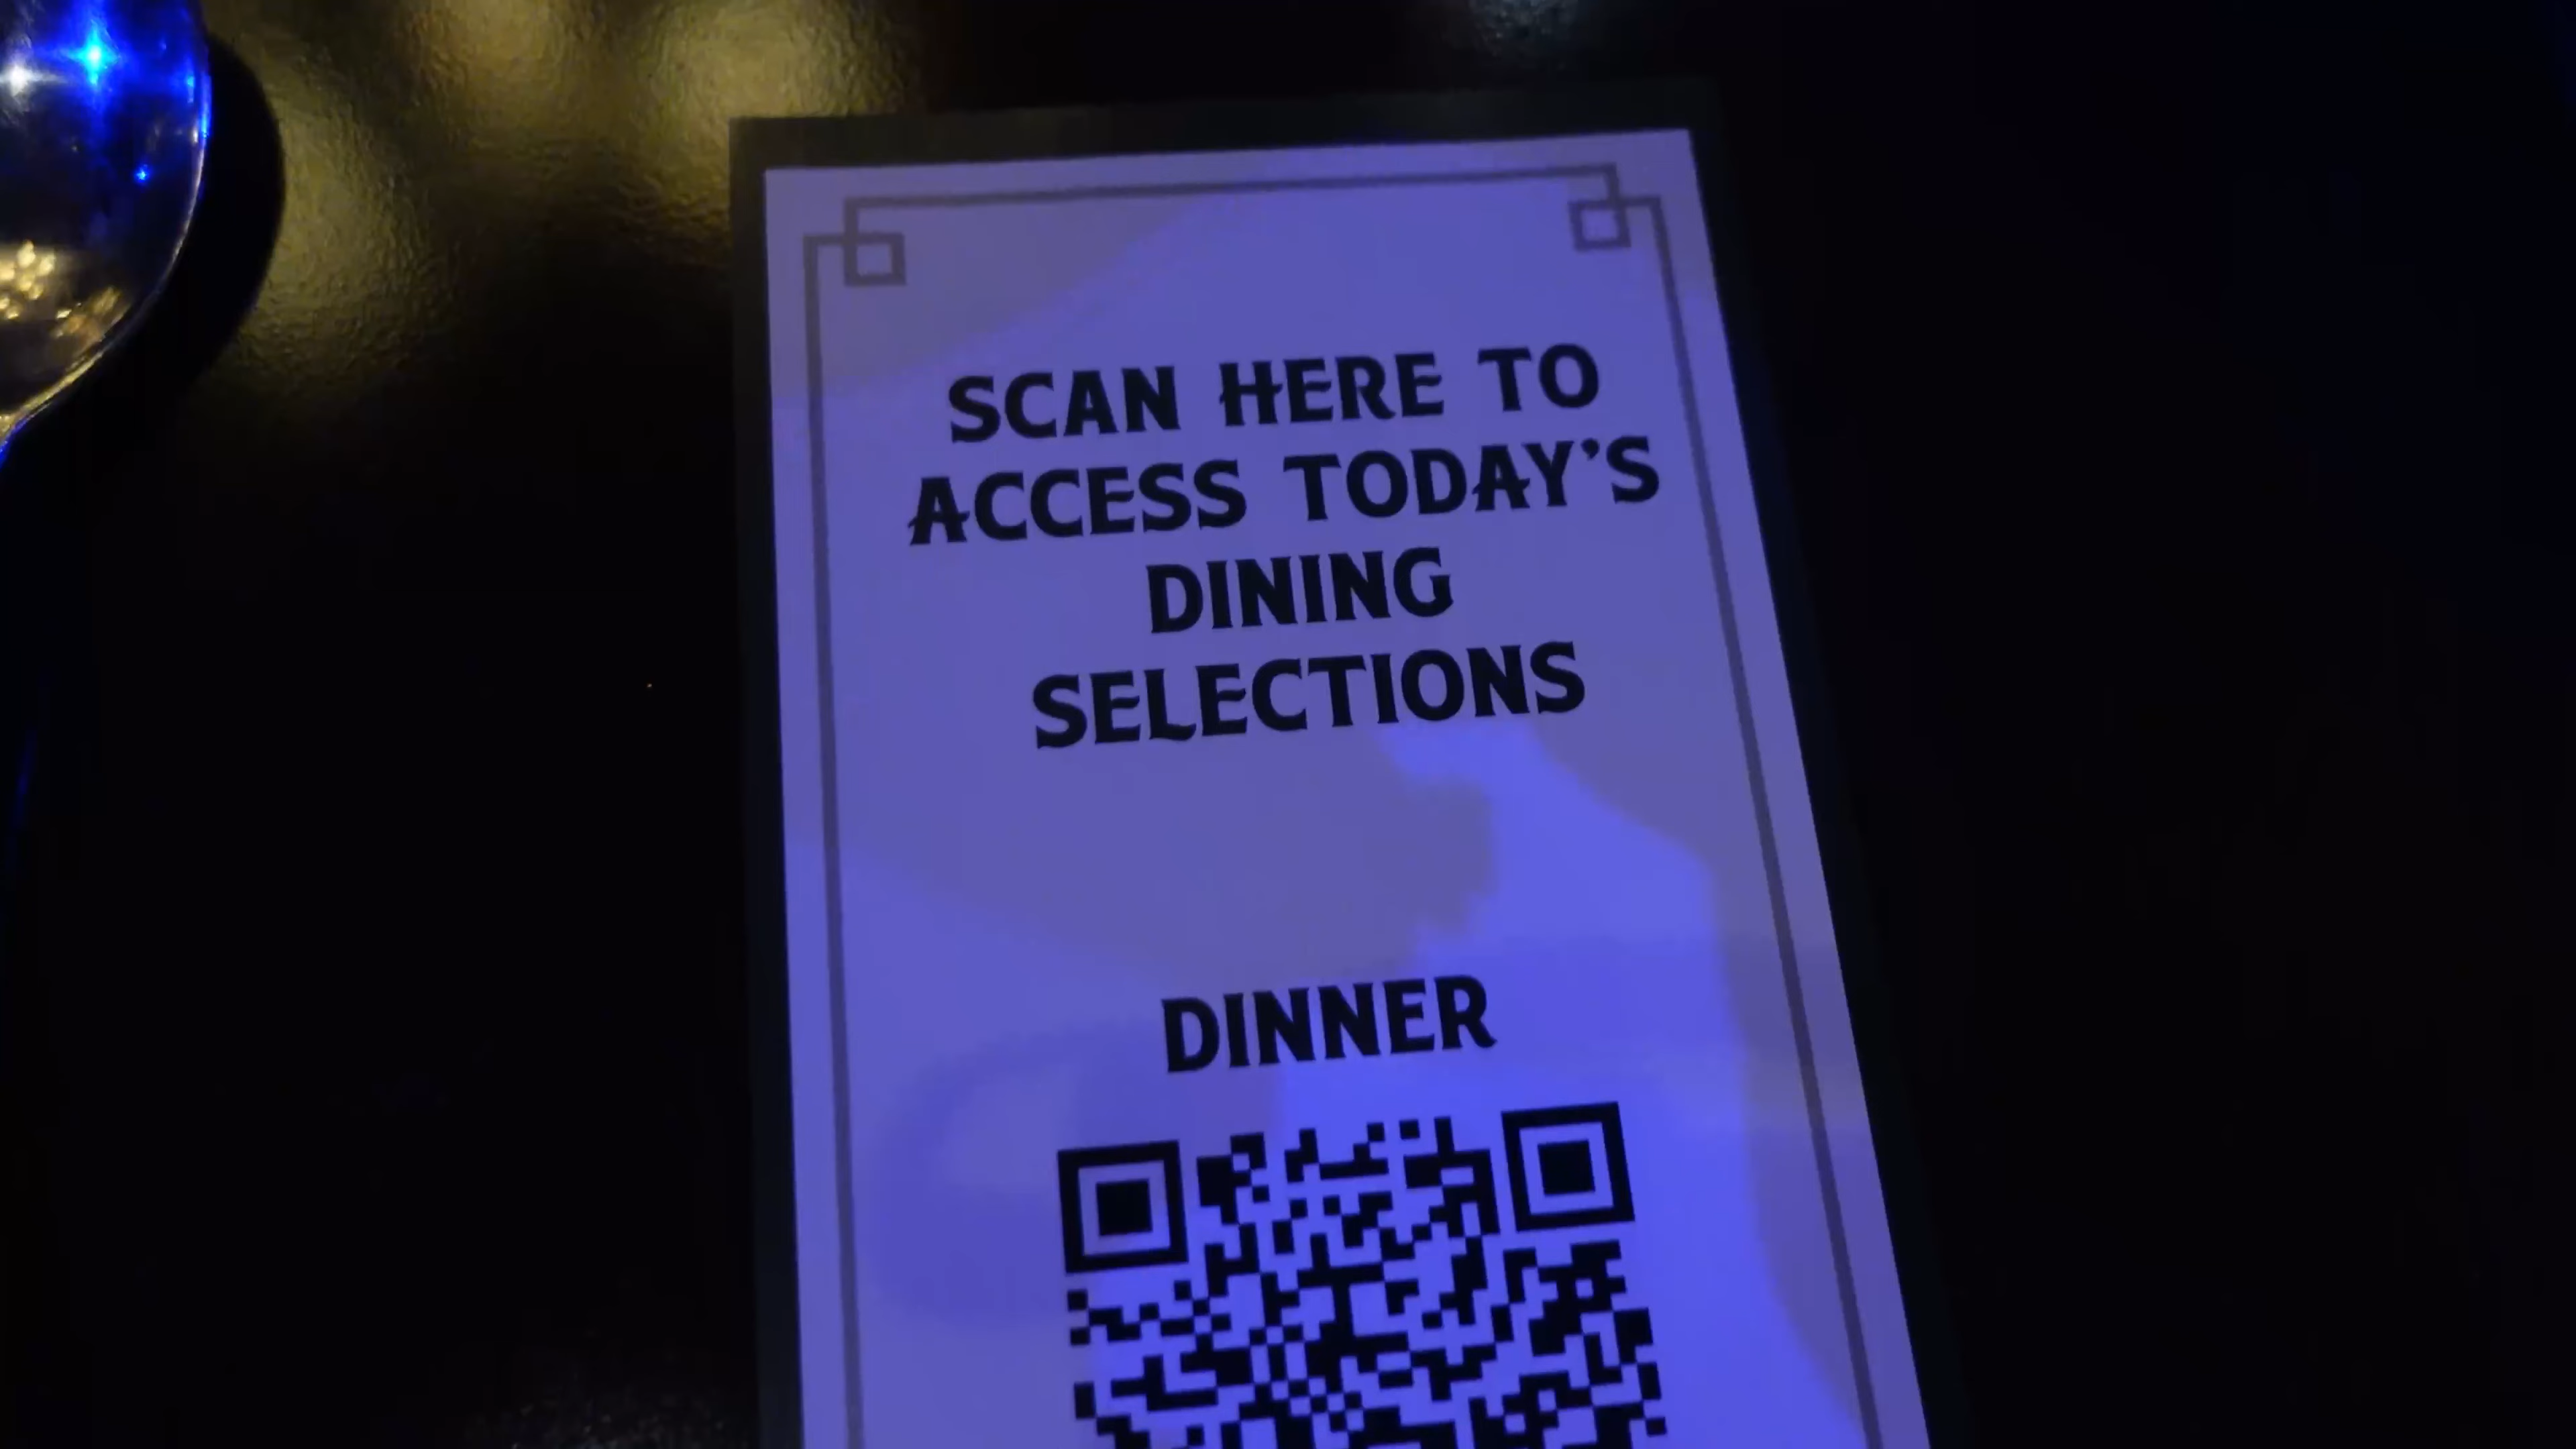 SCAN HERE TO
ACCESS TODAY'S
DINING
SELECTIONS
DINNER